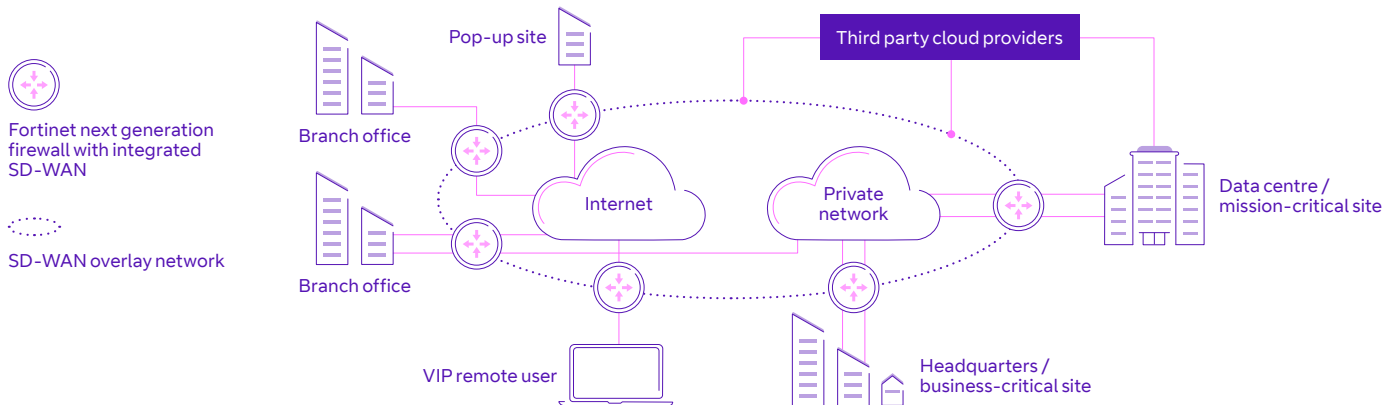 Fortinet next generation
firewall with integrated
SD-WAN
SD-WAN overlay network
Pop-up site
Branch office
Branch office
Third party cloud providers
Internet
Private
network
Data centre /
mission-critical site
VIP remote user
Headquarters /
business-critical site